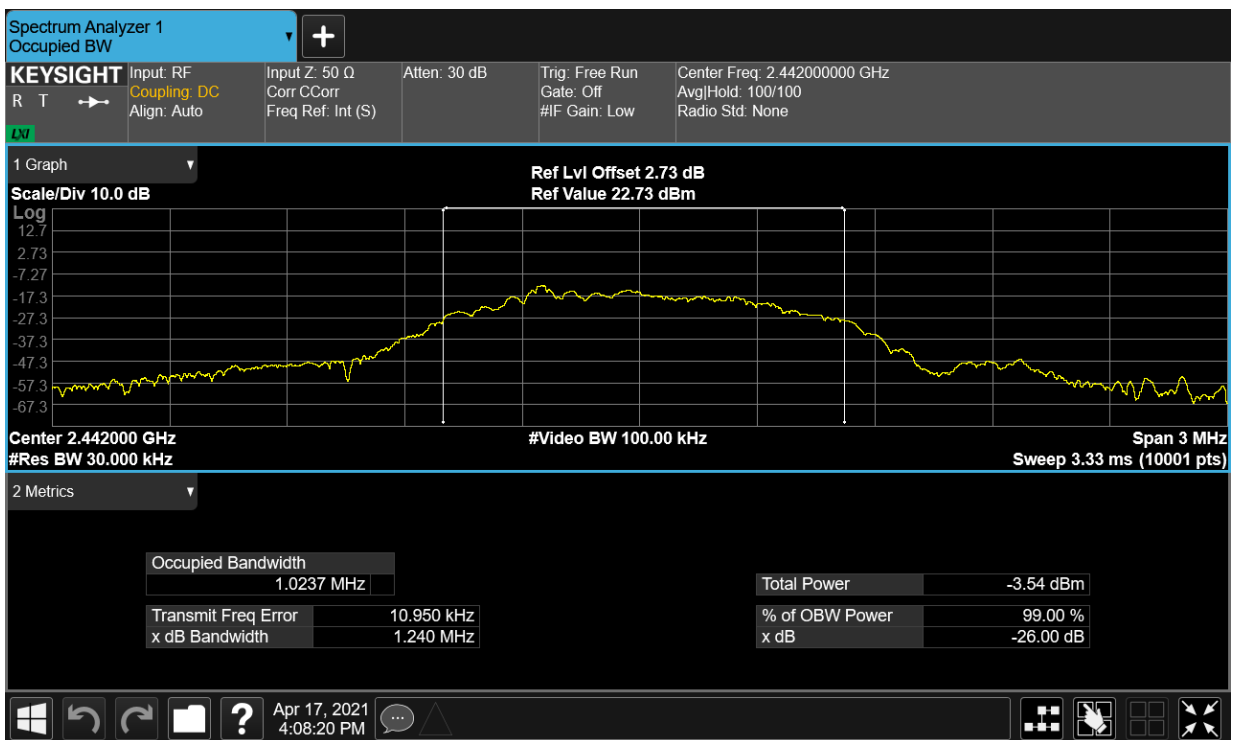 Spectrum Analyzer 1
Occupied BW
KEYSIGHT
R T
LXI
Input: RF
Coupling: DC
Align: Auto
Input Z: 50 Ω
Corr CCorr
Freq Ref: Int (S)
Atten: 30 dB
Trig: Free Run
Gate: Off
#IF Gain: Low
Center Freq: 2.442000000 GHz
Avg|Hold: 100/100
Radio Std: None
1 Graph
Scale/Div 10.0 dB
Ref Lvl Offset 2.73 dB
Ref Value 22.73 dBm
Log
12.7
2.73
-7.27
-17.3
-27.3
-37.3
-47.3
-57.3
-67.3
Center 2.442000 GHz
#Video BW 100.00 kHz
Span 3 MHz
#Res BW 30.000 kHz
Sweep 3.33 ms (10001 pts)
2 Metrics
Occupied Bandwidth
1.0237 MHz
Total Power -3.54 dBm
Transmit Freq Error 10.950 kHz
% of OBW Power 99.00 %
x dB Bandwidth 1.240 MHz
x dB -26.00 dB
?
Apr 17, 2021
4:08:20 PM